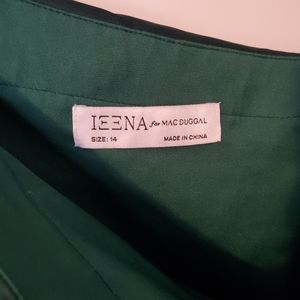 IEENA for MAC DUGGAL
SIZE: 14 MADE IN CHINA